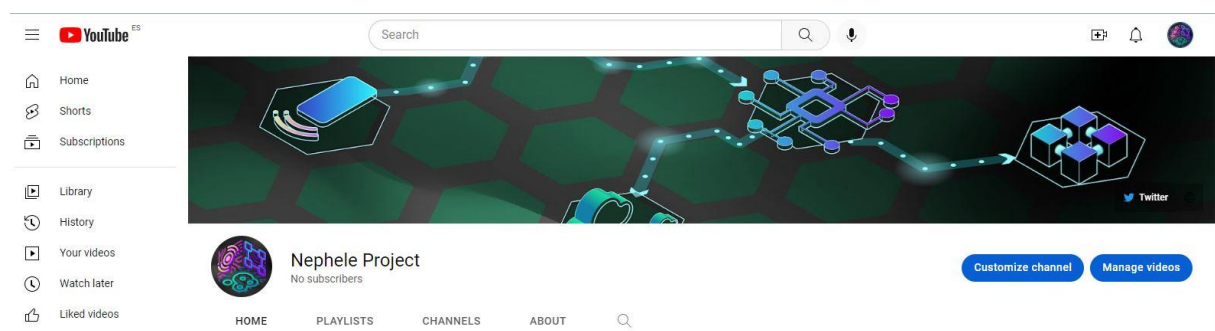 YouTube ES
Search
Home
Shorts
Subscriptions
Library
History
Your videos
Watch later
Liked videos
Twitter
Nephele Project
No subscribers
Customize channel
Manage videos
HOME PLAYLISTS CHANNELS ABOUT